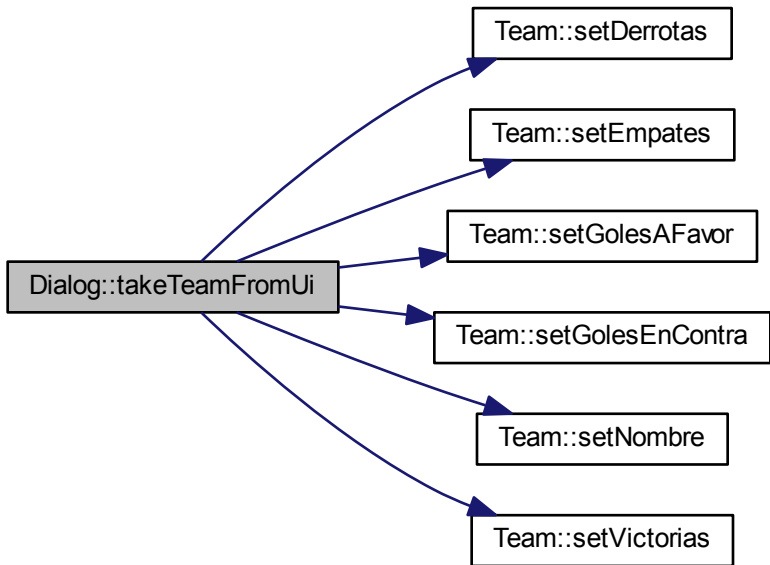 Team::setDerrotas
Team::setEmpates
Team::setGolesAFavor
Dialog::takeTeamFromUi
Team::setGolesEnContra
Team::setNombre
Team::setVictorias